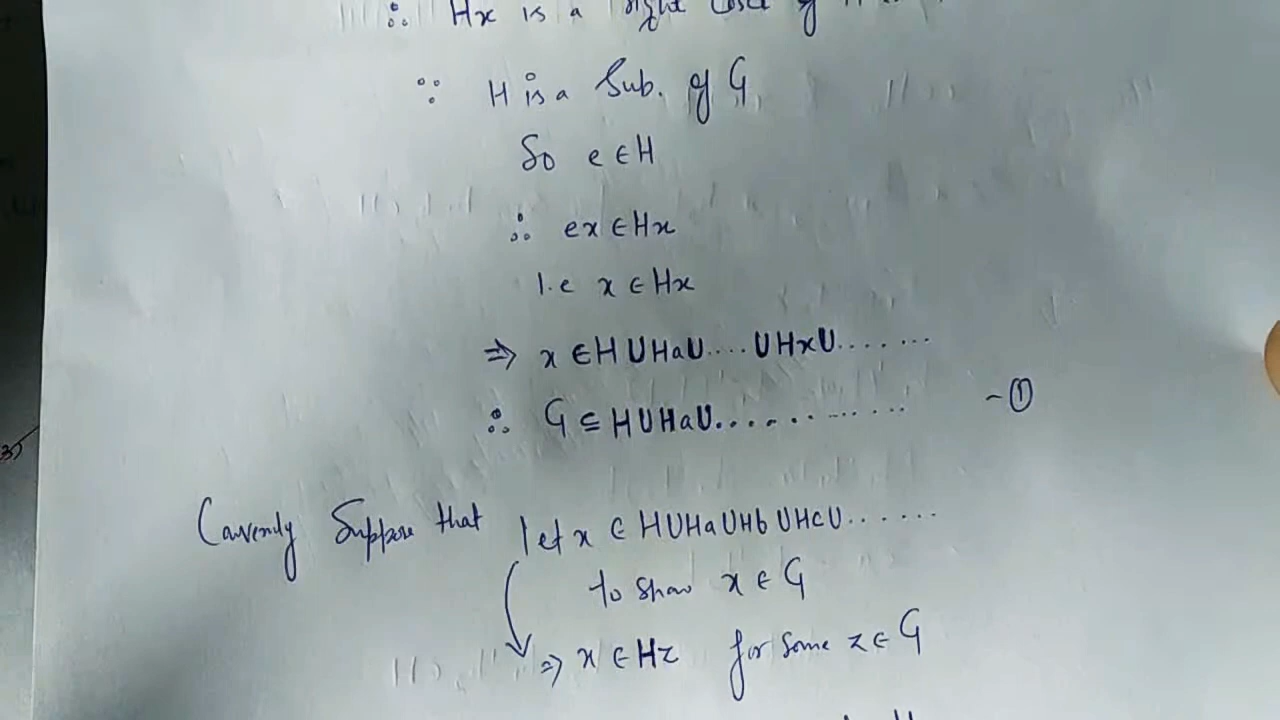 ∴ Hx is a right coset of
∵ H is a Sub. of G
So e ∈ H
∴ ex ∈ Hx
I.e x ∈ Hx
⇒ x ∈ H U Ha U .... U Hx U .......
∴ G ⊆ H U Ha U ............ - ①
Conversly Suppose that let x ∈ H U Ha U Hb U Hc U .......
to show x ∈ G
⇒ x ∈ Hz for some z ∈ G